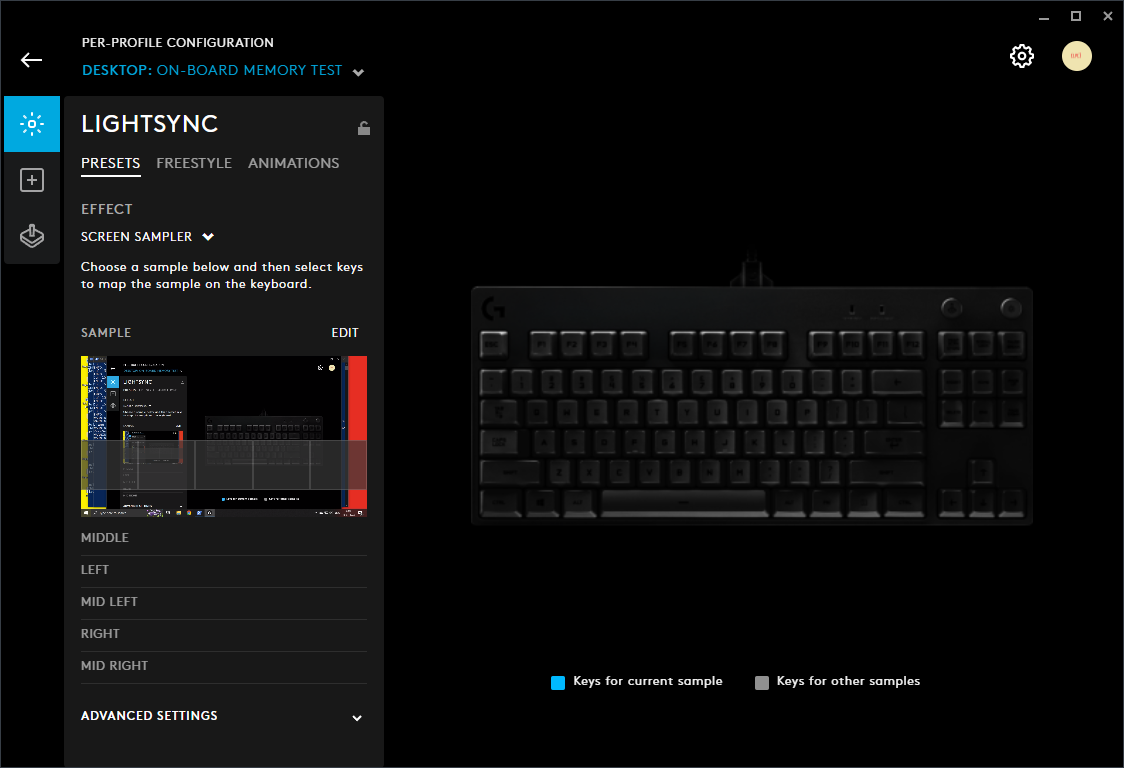 PER-PROFILE CONFIGURATION
DESKTOP: ON-BOARD MEMORY TEST
LIGHTSYNC
PRESETS FREESTYLE ANIMATIONS
EFFECT
SCREEN SAMPLER
Choose a sample below and then select keys
to map the sample on the keyboard.
SAMPLE EDIT
LIGHTSYNC
MIDDLE
LEFT
MID LEFT
RIGHT
MID RIGHT
ADVANCED SETTINGS
Keys for current sample Keys for other samples